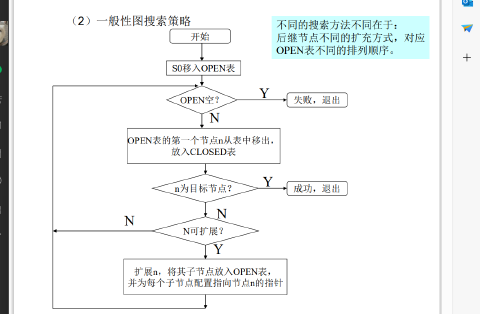 （2）一般性图搜索策略
不同的搜索方法不同在于：
后继节点不同的扩充方式，对应
OPEN表不同的排列顺序。
开始
S0移入OPEN表
OPEN空？
Y
失败，退出
N
OPEN表的第一个节点n从表中移出，
放入CLOSED表
n为目标节点？
Y
成功，退出
N
N可扩展？
N
Y
扩展n，将其子节点放入OPEN表，
并为每个子节点配置指向节点n的指针